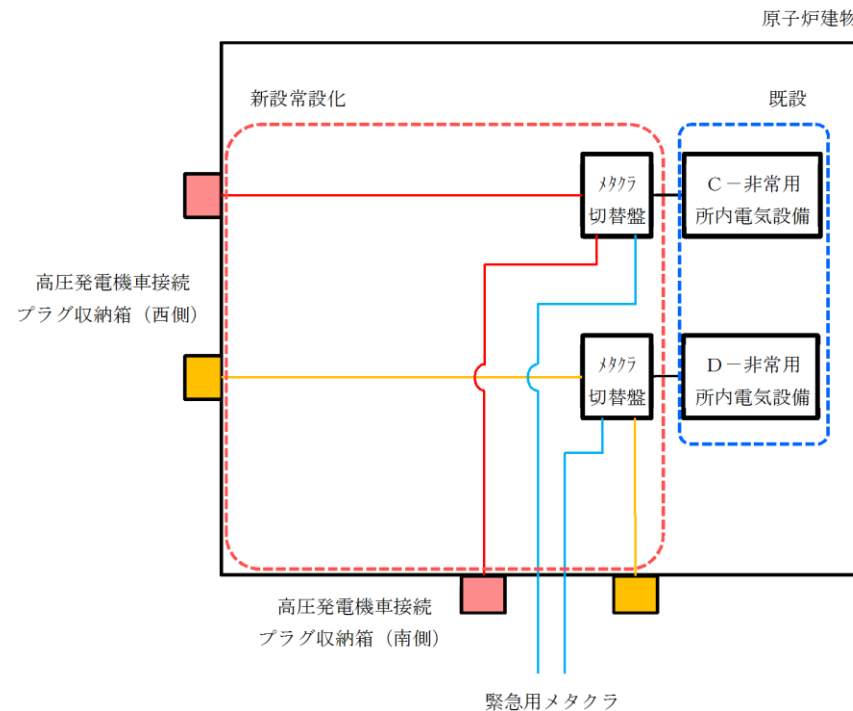 原子炉建物
新設常設化
既設
ﾒﾀｸﾗ
切替盤
C－非常用
所内電気設備
高圧発電機車接続
プラグ収納箱（西側）
ﾒﾀｸﾗ
切替盤
D－非常用
所内電気設備
高圧発電機車接続
プラグ収納箱（南側）
緊急用メタクラ